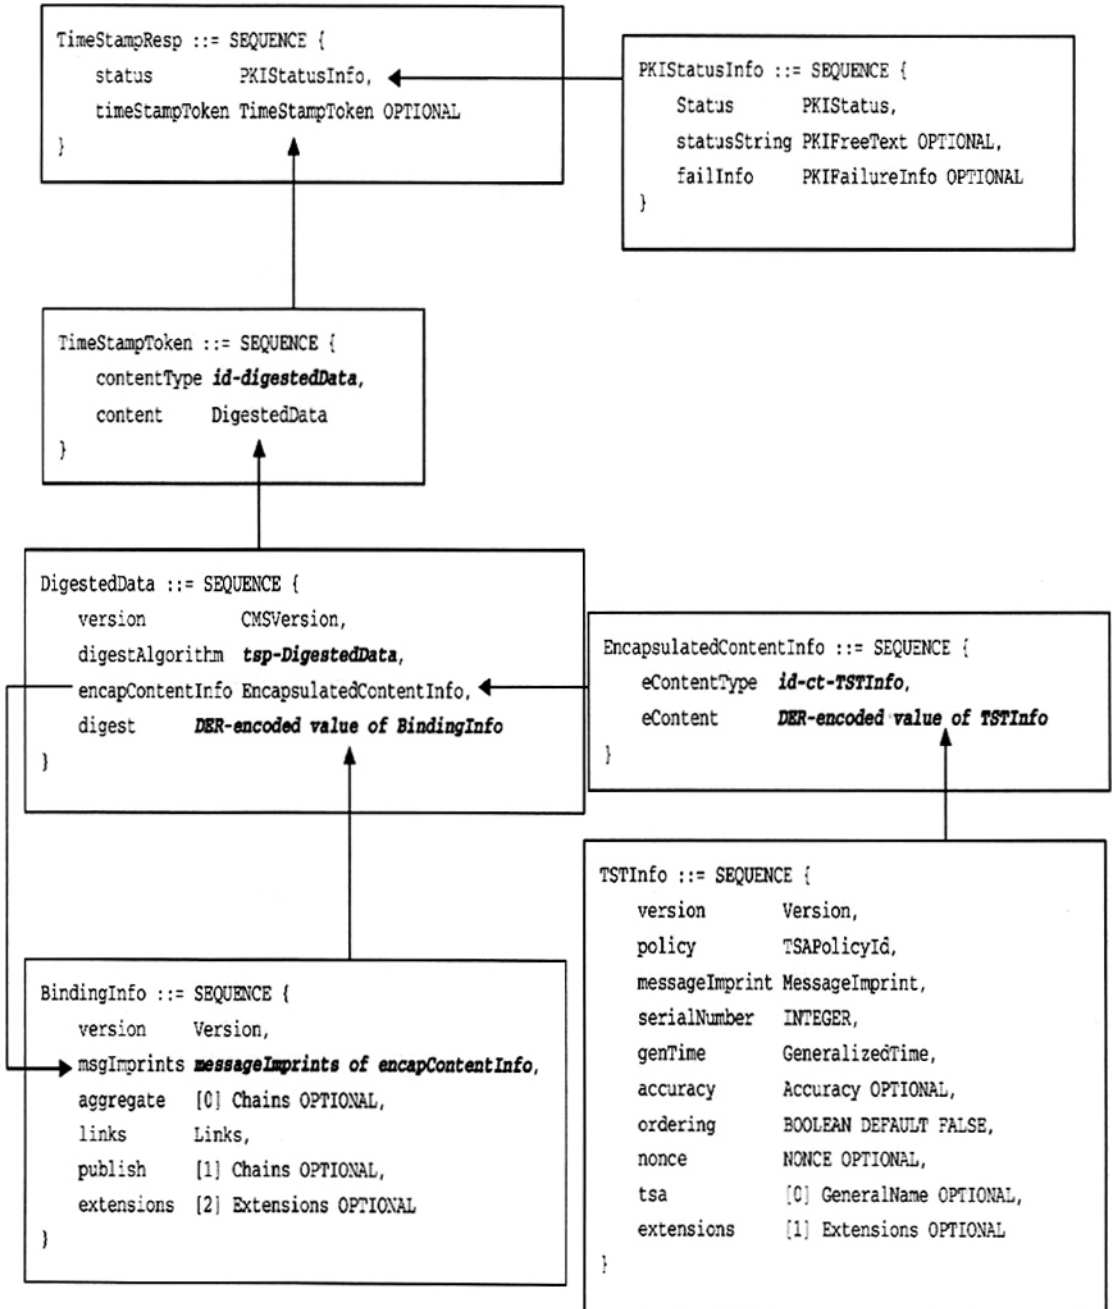 TimeStampResp ::= SEQUENCE {
status PKIStatusInfo,
timeStampToken TimeStampToken OPTIONAL
}
PKIStatusInfo ::= SEQUENCE {
Status PKIStatus,
statusString PKIFreeText OPTIONAL,
failInfo PKIFailureInfo OPTIONAL
}
TimeStampToken ::= SEQUENCE {
contentType id-digestedData,
content DigestedData
}
DigestedData ::= SEQUENCE {
version CMSVersion,
digestAlgorithm tsp-DigestedData,
encapContentInfo EncapsulatedContentInfo,
digest DER-encoded value of BindingInfo
}
EncapsulatedContentInfo ::= SEQUENCE {
eContentType id-ct-TSTInfo,
eContent DER-encoded value of TSTInfo
}
BindingInfo ::= SEQUENCE {
version Version,
msgImprints messageImprints of encapContentInfo,
aggregate [0] Chains OPTIONAL,
links Links,
publish [1] Chains OPTIONAL,
extensions [2] Extensions OPTIONAL
}
TSTInfo ::= SEQUENCE {
version Version,
policy TSAPolicyId,
messageImprint MessageImprint,
serialNumber INTEGER,
genTime GeneralizedTime,
accuracy Accuracy OPTIONAL,
ordering BOOLEAN DEFAULT FALSE,
nonce NONCE OPTIONAL,
tsa [0] GeneralName OPTIONAL,
extensions [1] Extensions OPTIONAL
}